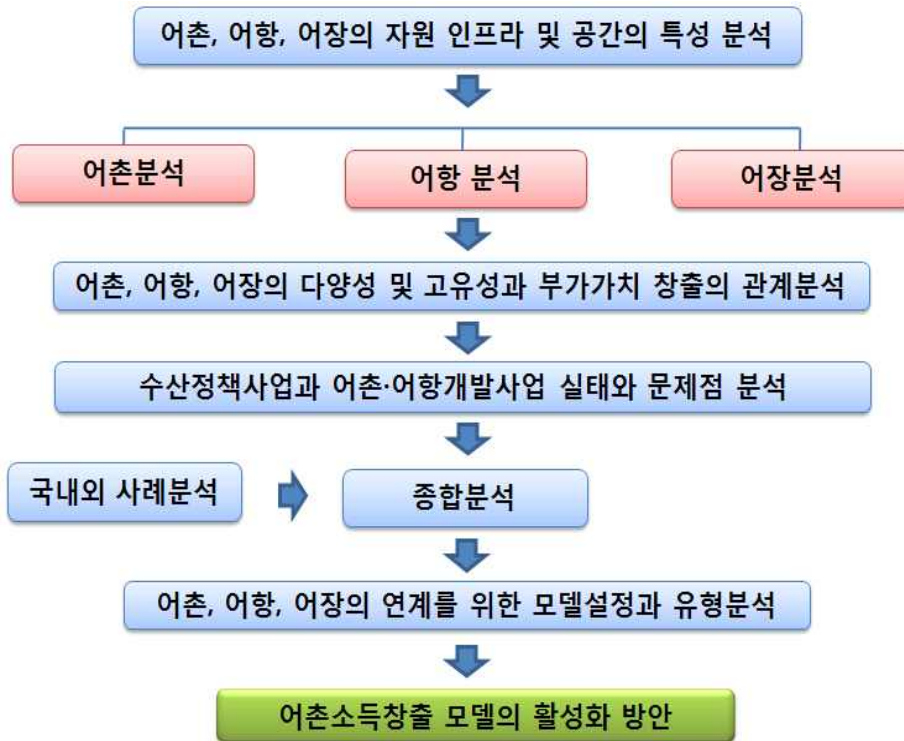 어촌, 어항, 어장의 자원 인프라 및 공간의 특성 분석
어촌분석
어항 분석
어장분석
어촌, 어항, 어장의 다양성 및 고유성과 부가가치 창출의 관계분석
수산정책사업과 어촌·어항개발사업 실태와 문제점 분석
국내외 사례분석
종합분석
어촌, 어항, 어장의 연계를 위한 모델설정과 유형분석
어촌소득창출 모델의 활성화 방안